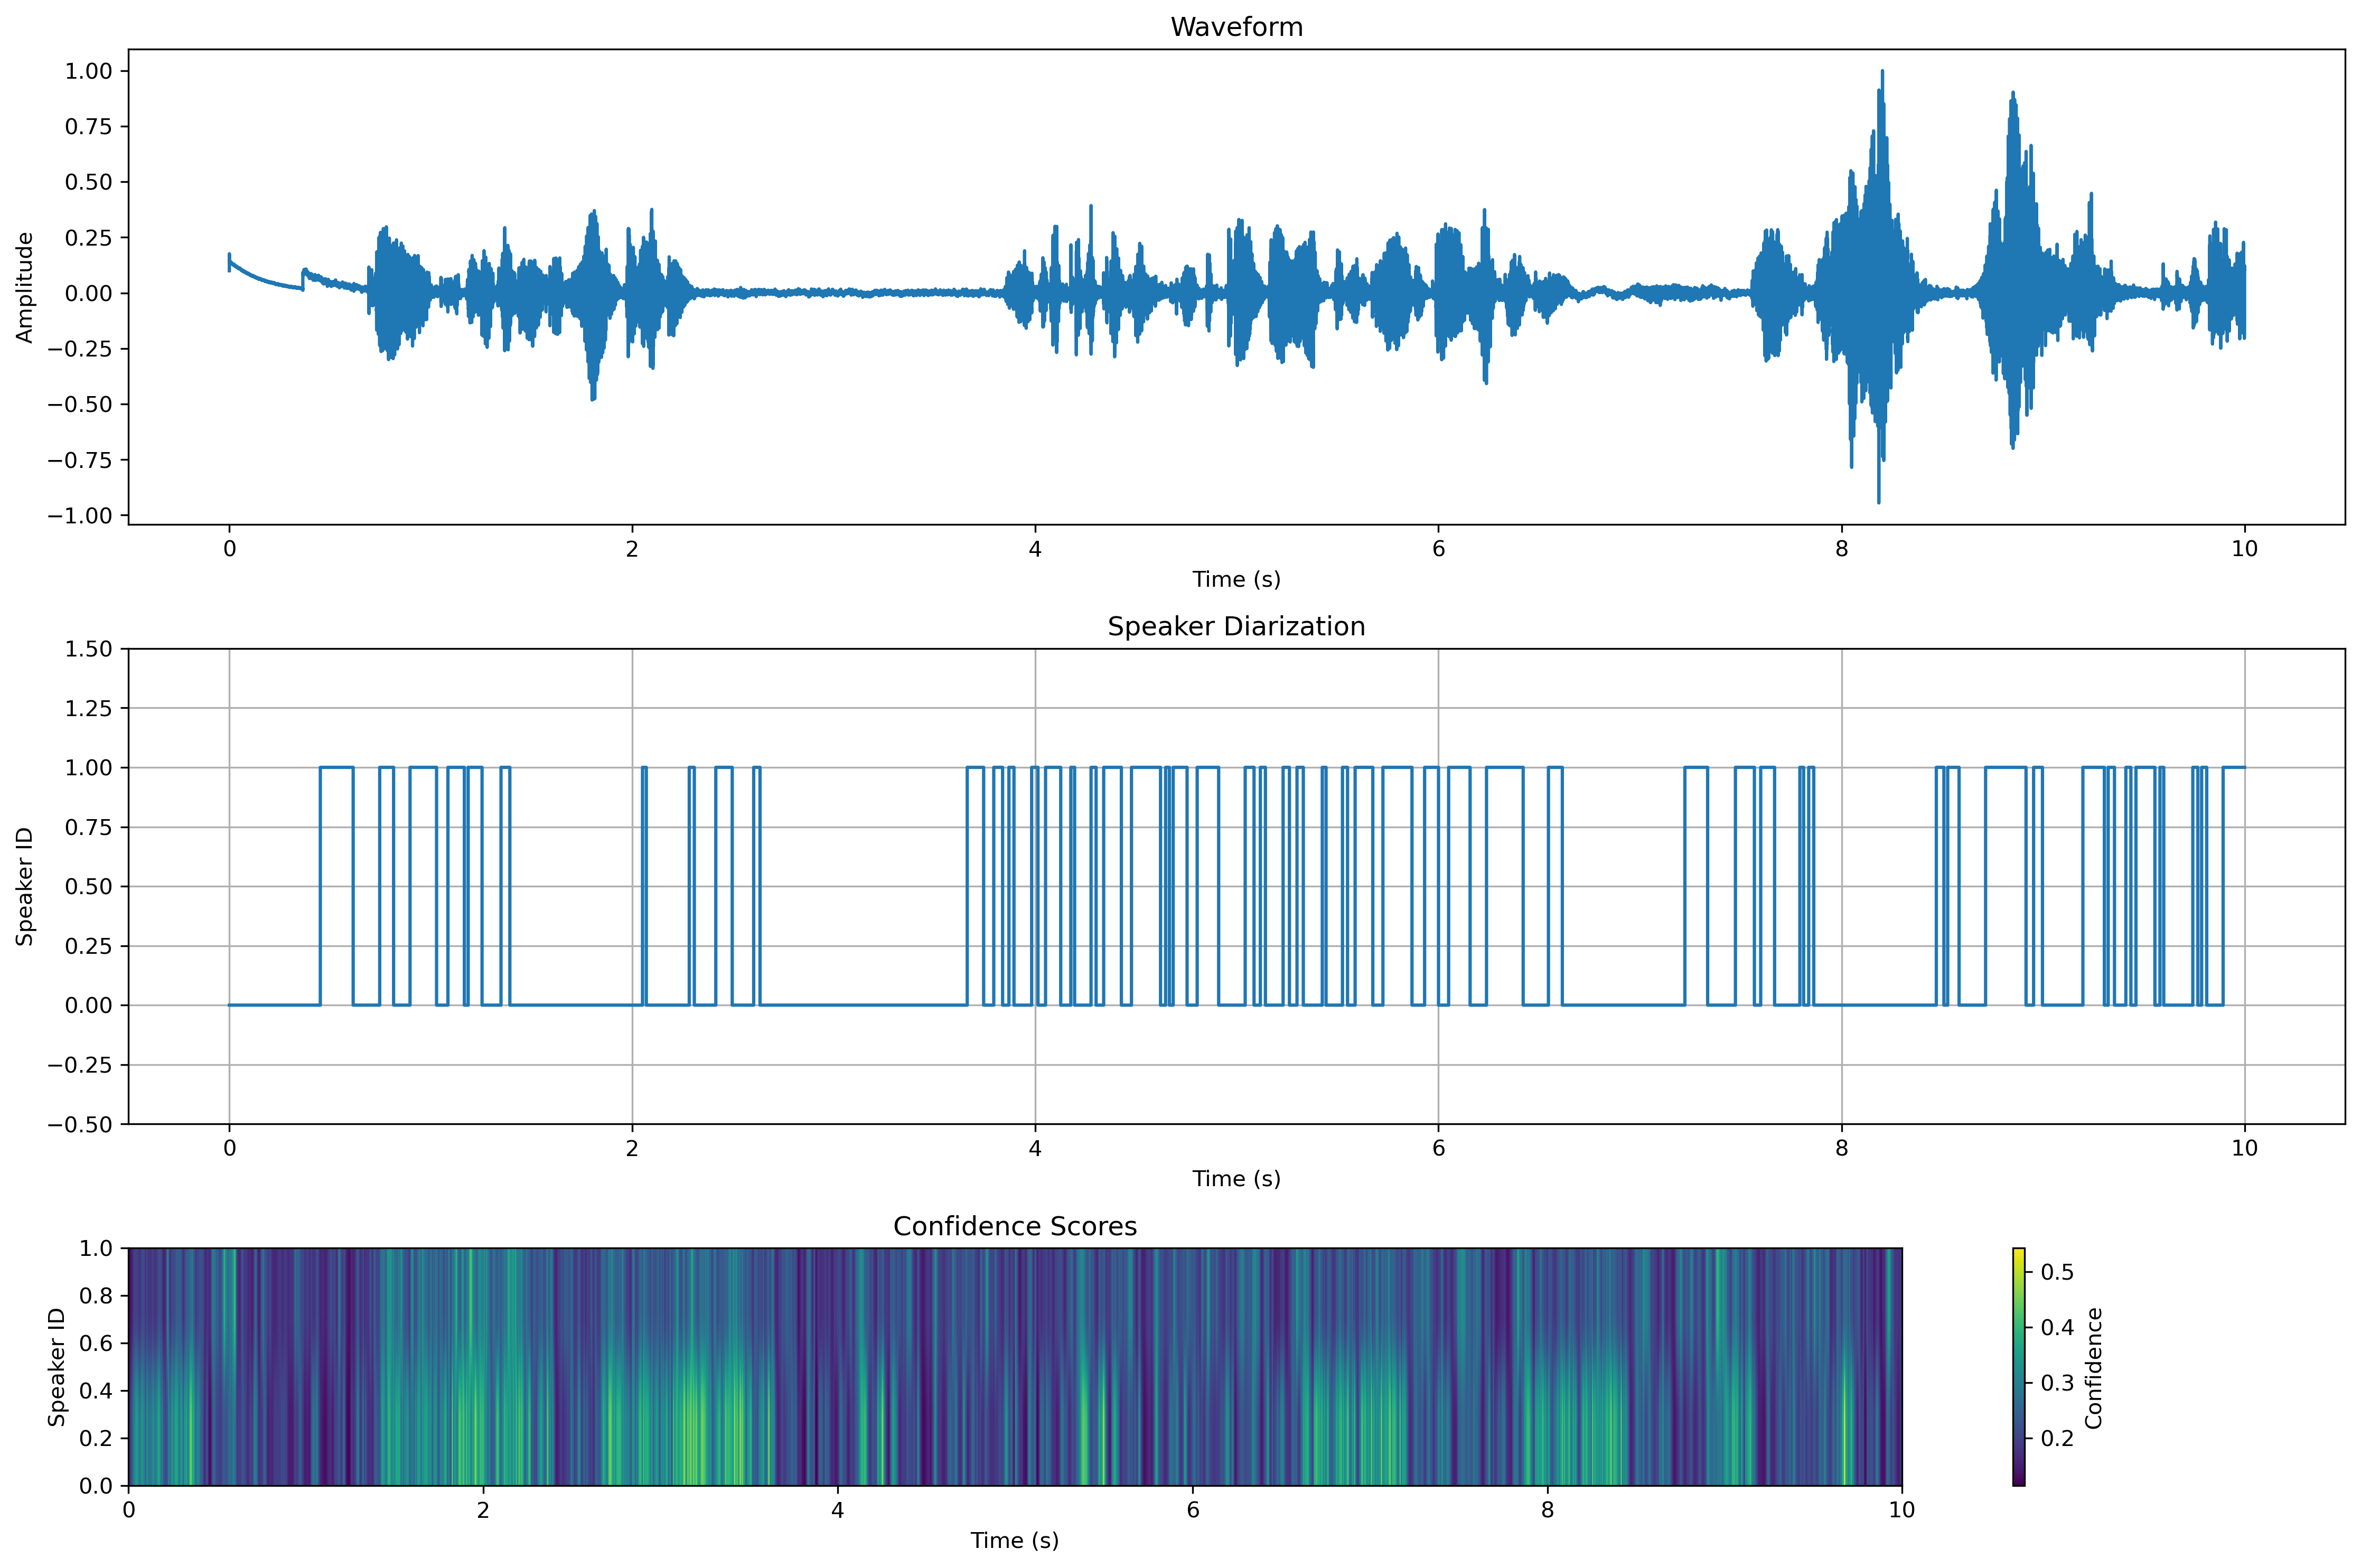 Waveform
1.00
0.75
0.50
0.25
0.00
−0.25
−0.50
−0.75
−1.00
Amplitude
0 2 4 6 8 10
Time (s)
Speaker Diarization
1.50
1.25
1.00
0.75
0.50
0.25
0.00
−0.25
−0.50
Speaker ID
0 2 4 6 8 10
Time (s)
Confidence Scores
1.0
0.8
0.6
0.4
0.2
0.0
Speaker ID
0 2 4 6 8 10
Time (s)
0.5
0.4
0.3
0.2
Confidence